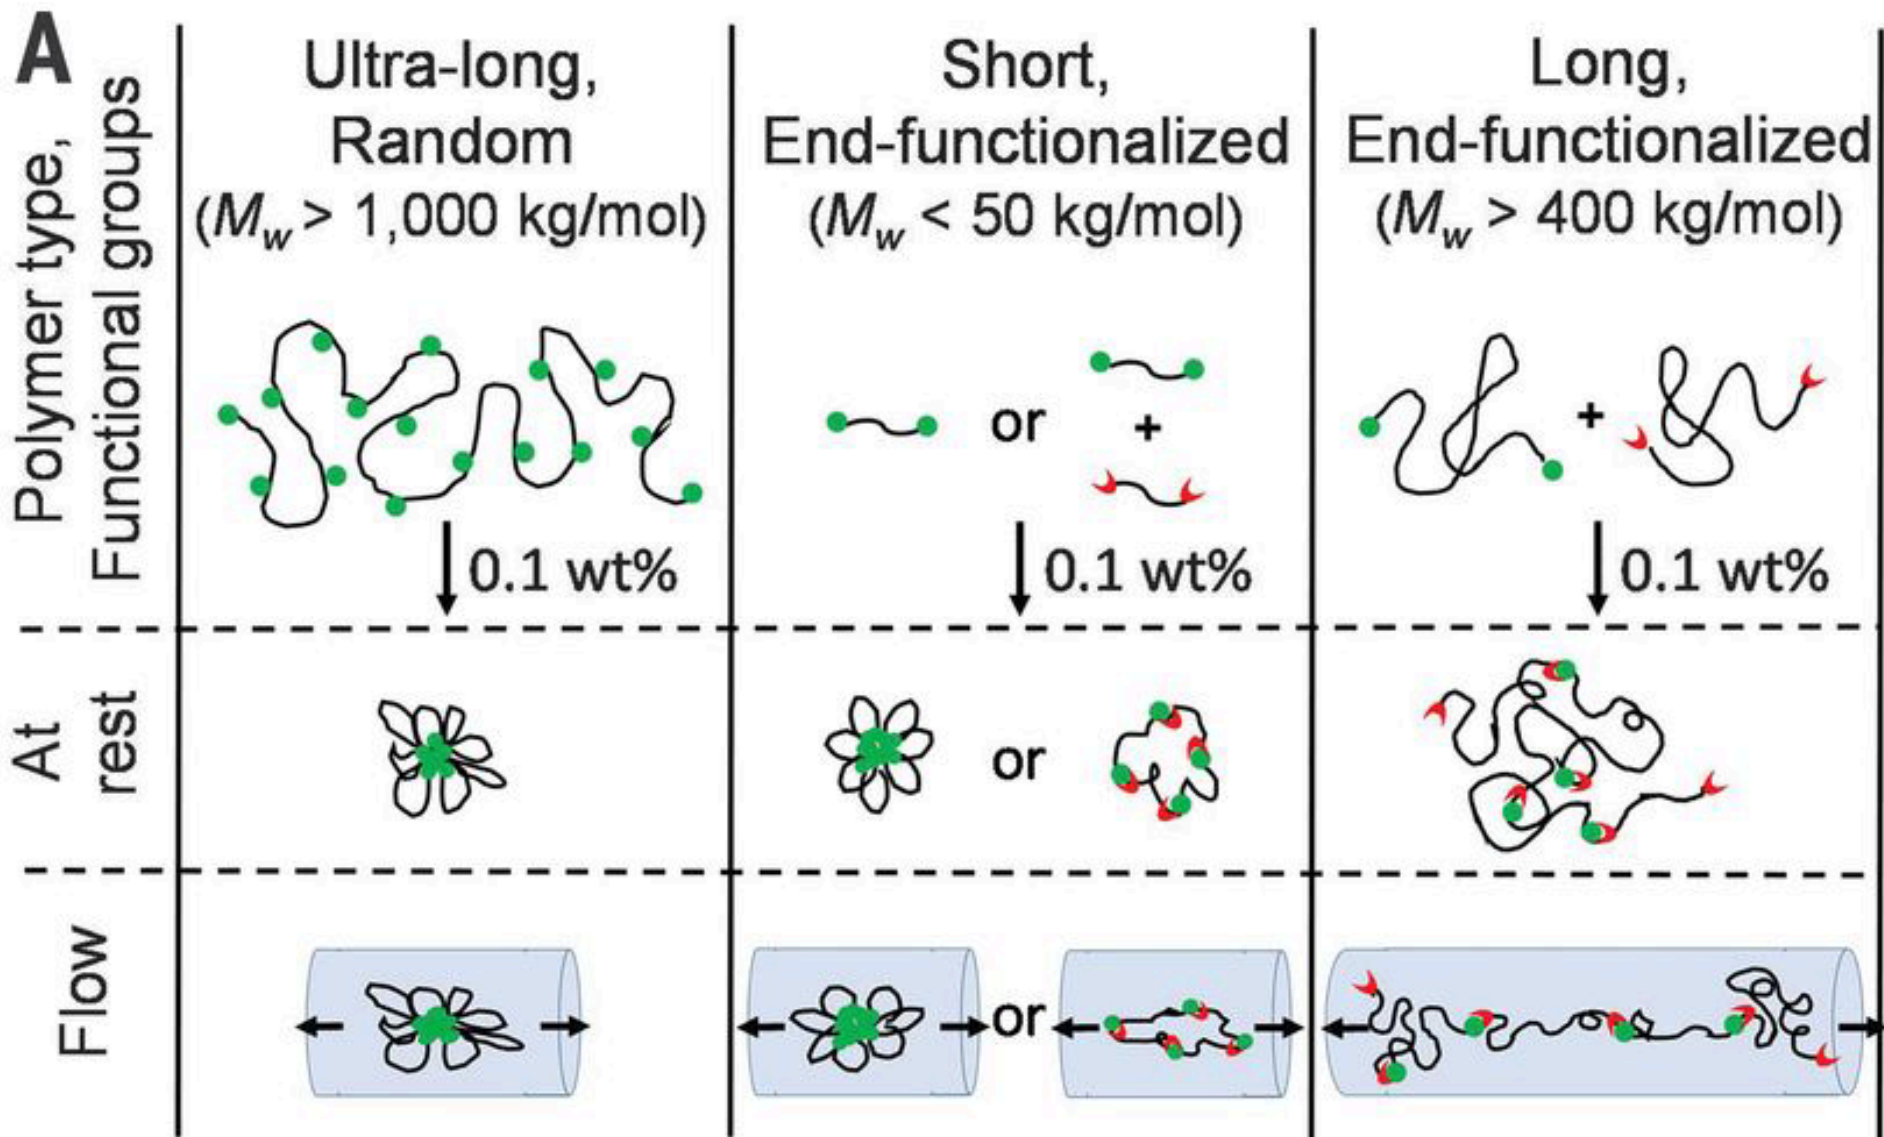 A
Polymer type,
Functional groups
Ultra-long,
Random
(Mw > 1,000 kg/mol)
Short,
End-functionalized
(Mw < 50 kg/mol)
Long,
End-functionalized
(Mw > 400 kg/mol)
or
+
+
0.1 wt%
0.1 wt%
0.1 wt%
At
rest
or
Flow
or